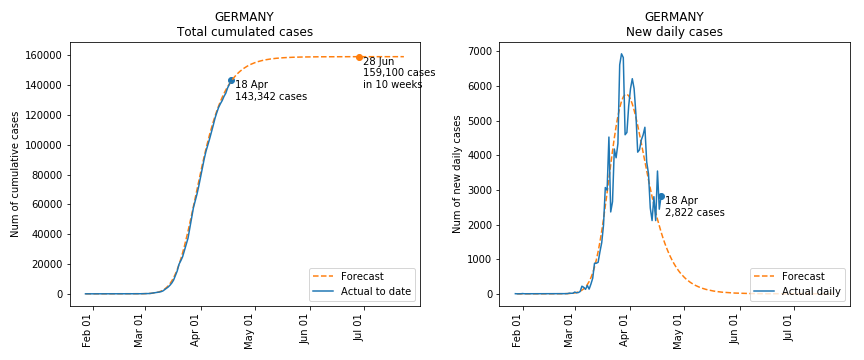 GERMANY
Total cumulated cases
Num of cumulative cases
160000
140000
120000
100000
80000
60000
40000
20000
0
28 Jun
159,100 cases
in 10 weeks
18 Apr
143,342 cases
Forecast
Actual to date
Feb 01
Mar 01
Apr 01
May 01
Jun 01
Jul 01
GERMANY
New daily cases
Num of new daily cases
7000
6000
5000
4000
3000
2000
1000
0
18 Apr
2,822 cases
Forecast
Actual daily
Feb 01
Mar 01
Apr 01
May 01
Jun 01
Jul 01